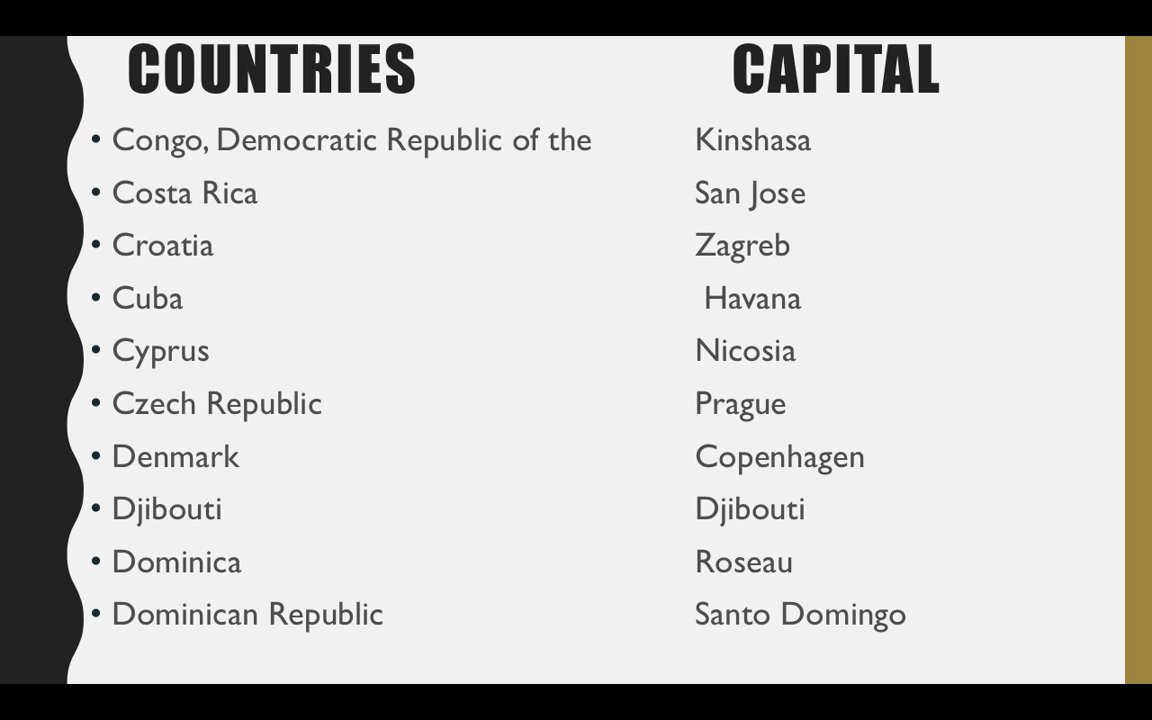 COUNTRIES CAPITAL
• Congo, Democratic Republic of the Kinshasa
• Costa Rica San Jose
• Croatia Zagreb
• Cuba Havana
• Cyprus Nicosia
• Czech Republic Prague
• Denmark Copenhagen
• Djibouti Djibouti
• Dominica Roseau
• Dominican Republic Santo Domingo